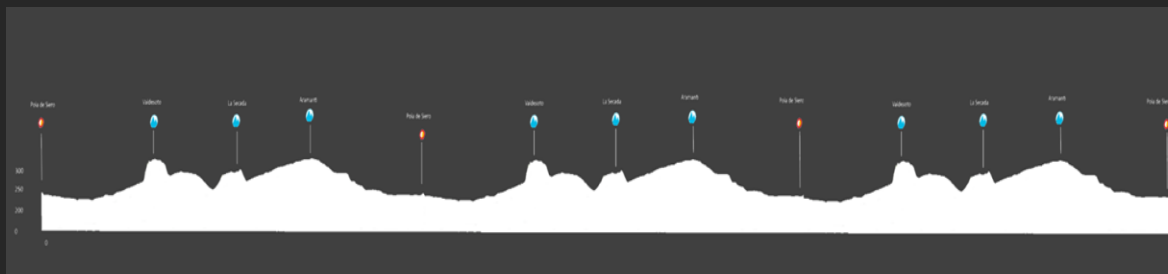 Pola de Siero
Valdesoto
La Secada
Aramanti
Pola de Siero
Valdesoto
La Secada
Aramanti
Pola de Siero
Valdesoto
La Secada
Aramanti
Pola de Siero
250
200
0
0